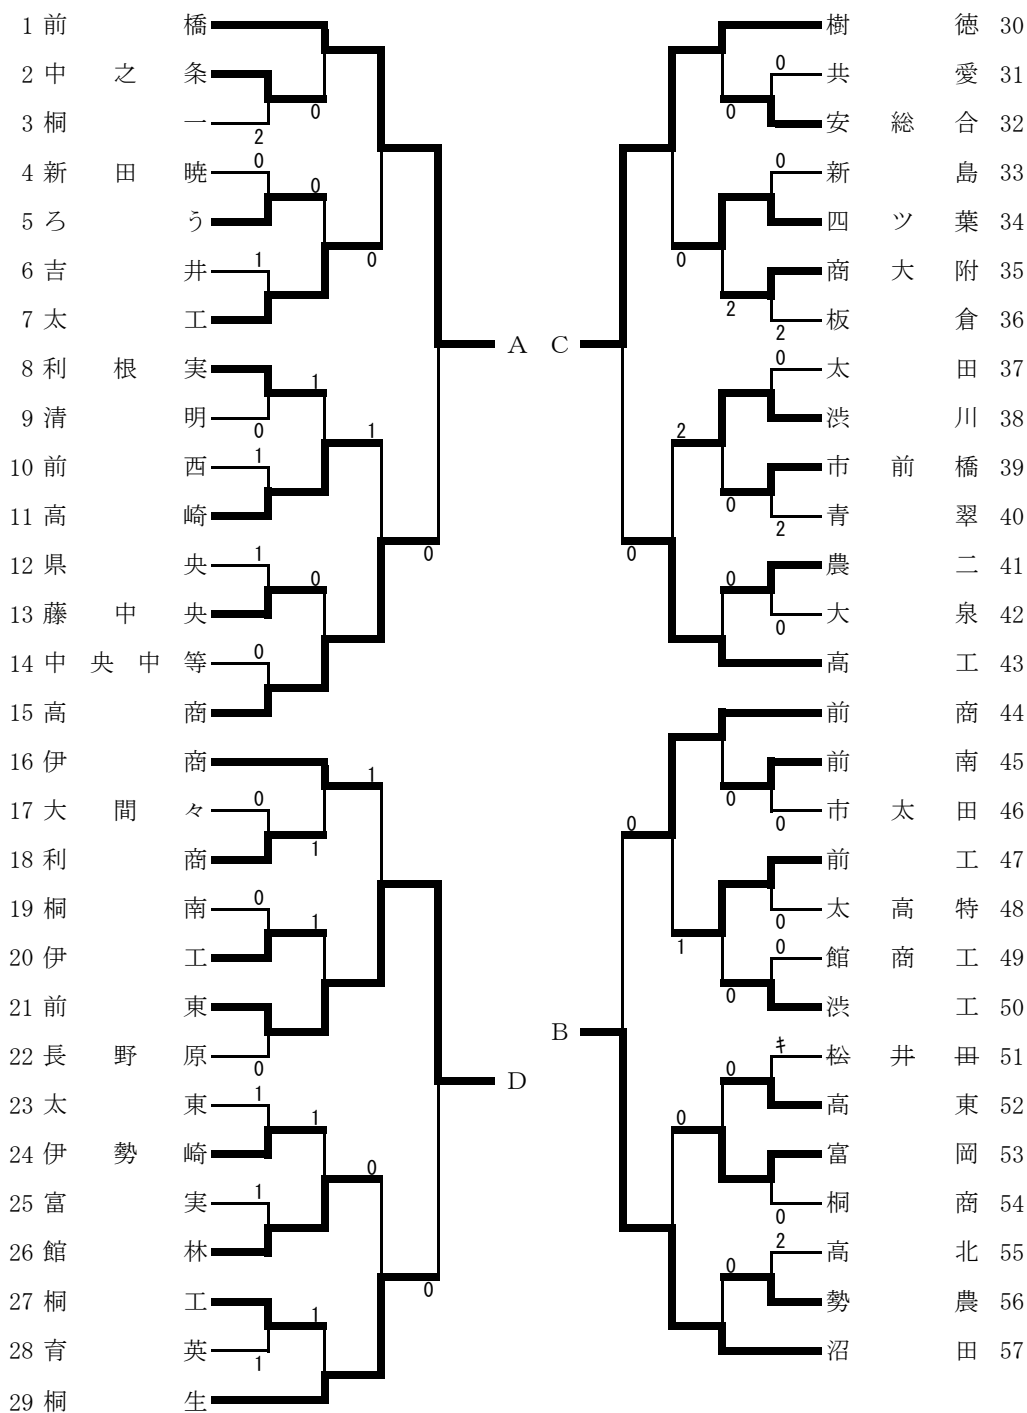 1 前橋
2 中之条
0
3 桐一
2
4 新田暁
0
0
5 ろう
6 吉井
1
0
7 太工
8 利根実
1
9 清明
0
1
10 前西
1
11 高崎
12 県央
1
0
0
13 藤中央
14 中央中等
0
15 高商
16 伊商
1
17 大間々
0
18 利商
1
19 桐南
0
1
20 伊工
21 前東
22 長野原
0
23 太東
1
1
24 伊勢崎
0
25 富実
1
26 館林
27 桐工
0
1
28 育英
1
29 桐生
A
D
C
B
樹徳 30
0
共愛 31
0
安総合 32
0
新島 33
四ツ葉 34
0
商大附 35
2
板倉 36
2
0
太田 37
渋川 38
2
市前橋 39
0
青翠 40
2
0
農二 41
0
大泉 42
0
高工 43
前商 44
前南 45
0
市太田 46
0
0
前工 47
太高特 48
0
1
0
館商工 49
0
渋工 50
キ
松井田 51
0
高東 52
0
富岡 53
桐商 54
0
2
高北 55
0
勢農 56
沼田 57